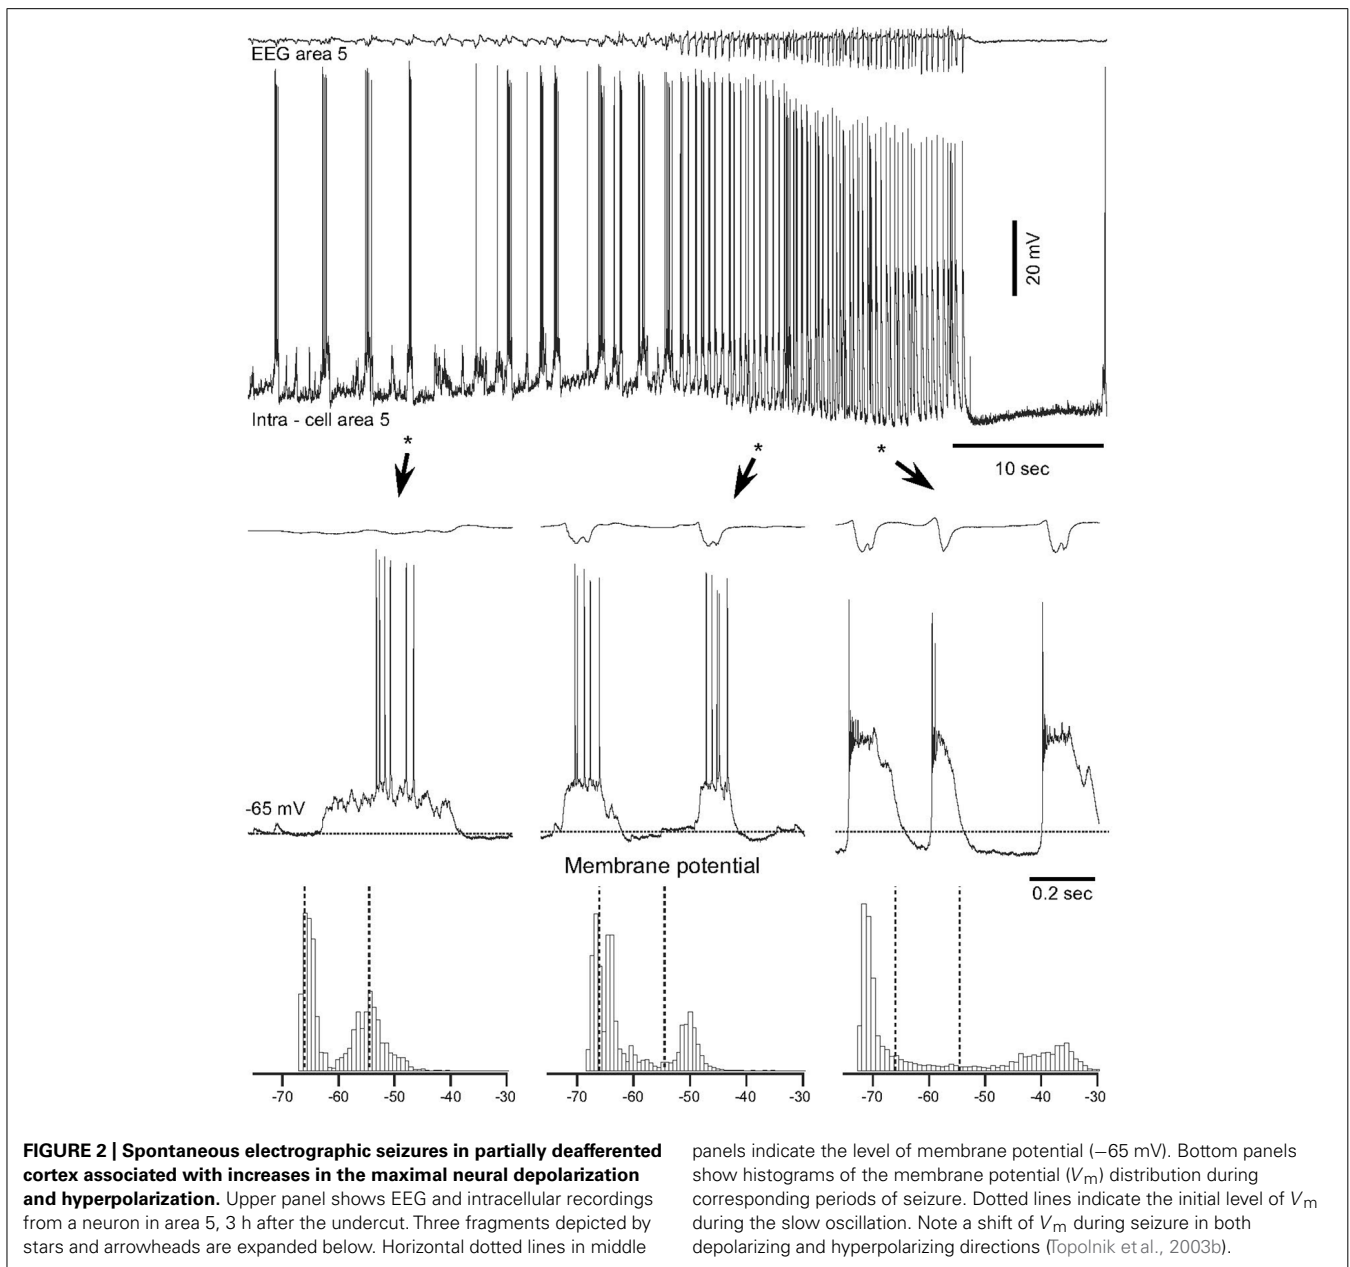 EEG area 5
20 mV
Intra - cell area 5
10 sec
* * *
-65 mV
Membrane potential
0.2 sec
-70 -60 -50 -40 -30 -70 -60 -50 -40 -30 -70 -60 -50 -40 -30
FIGURE 2 | Spontaneous electrographic seizures in partially deafferented
cortex associated with increases in the maximal neural depolarization
and hyperpolarization. Upper panel shows EEG and intracellular recordings
from a neuron in area 5, 3 h after the undercut. Three fragments depicted by
stars and arrowheads are expanded below. Horizontal dotted lines in middle
panels indicate the level of membrane potential (−65 mV). Bottom panels
show histograms of the membrane potential (Vm) distribution during
corresponding periods of seizure. Dotted lines indicate the initial level of Vm
during the slow oscillation. Note a shift of Vm during seizure in both
depolarizing and hyperpolarizing directions (Topolnik et al., 2003b).